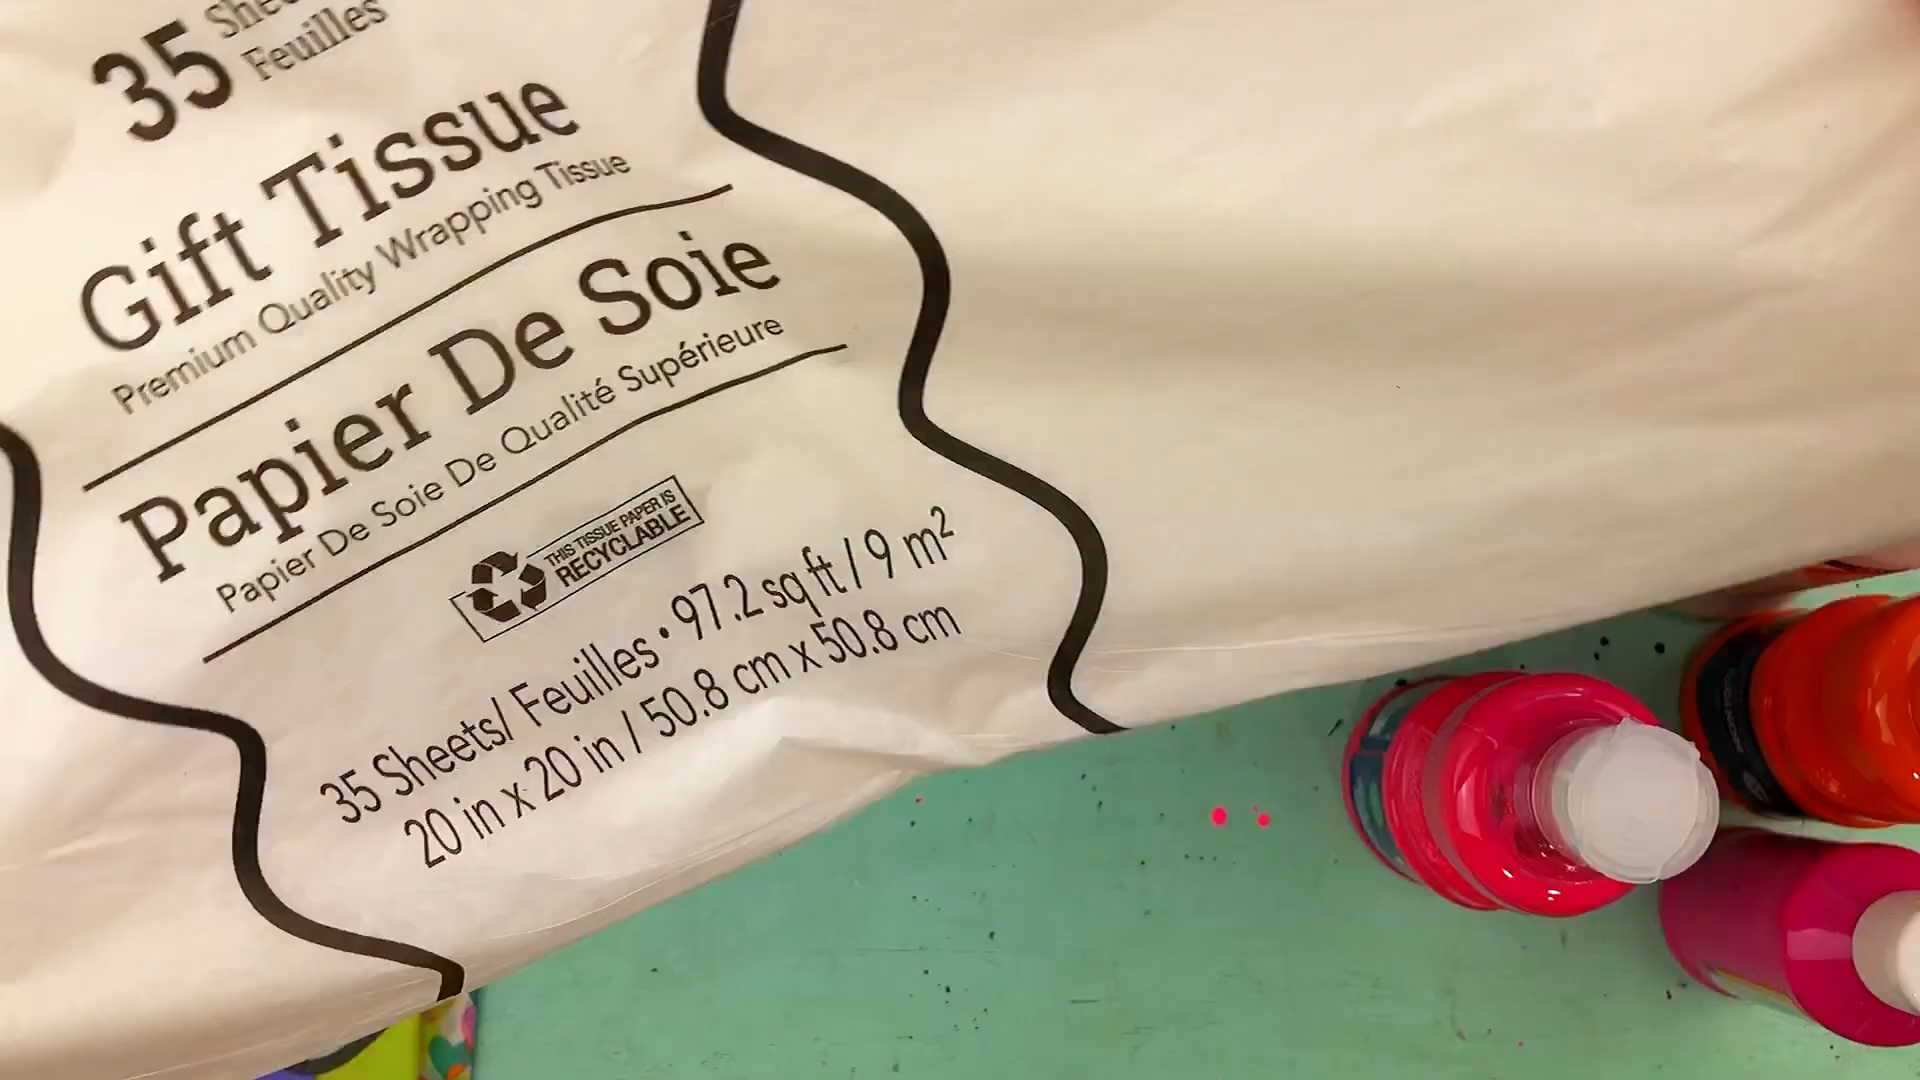 35 Sheets
Feuilles
Gift Tissue
Premium Quality Wrapping Tissue
Papier De Soie
Papier De Soie De Qualité Supérieure
THIS TISSUE PAPER IS
RECYCLABLE
35 Sheets/ Feuilles • 97.2 sq ft / 9 m²
20 in x 20 in / 50.8 cm x 50.8 cm